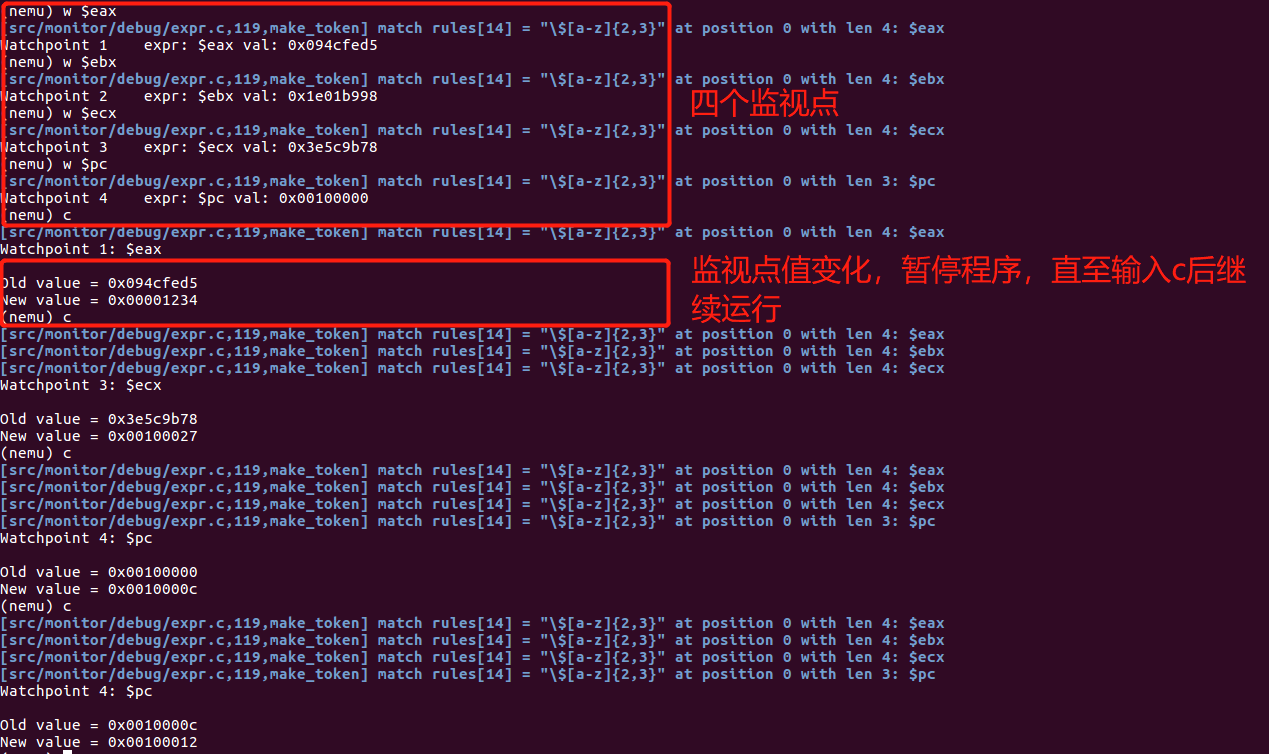 (nemu) w $eax
[src/monitor/debug/expr.c,119,make_token] match rules[14] = "\$[a-z]{2,3}" at position 0 with len 4: $eax
Watchpoint 1    expr: $eax val: 0x094cfed5
(nemu) w $ebx
[src/monitor/debug/expr.c,119,make_token] match rules[14] = "\$[a-z]{2,3}" at position 0 with len 4: $ebx
Watchpoint 2    expr: $ebx val: 0x1e01b998
四个监视点
(nemu) w $ecx
[src/monitor/debug/expr.c,119,make_token] match rules[14] = "\$[a-z]{2,3}" at position 0 with len 4: $ecx
Watchpoint 3    expr: $ecx val: 0x3e5c9b78
(nemu) w $pc
[src/monitor/debug/expr.c,119,make_token] match rules[14] = "\$[a-z]{2,3}" at position 0 with len 3: $pc
Watchpoint 4    expr: $pc val: 0x00100000
(nemu) c
[src/monitor/debug/expr.c,119,make_token] match rules[14] = "\$[a-z]{2,3}" at position 0 with len 4: $eax
Watchpoint 1: $eax
监视点值变化，暂停程序，直至输入c后继
续运行
Old value = 0x094cfed5
New value = 0x00001234
(nemu) c
[src/monitor/debug/expr.c,119,make_token] match rules[14] = "\$[a-z]{2,3}" at position 0 with len 4: $eax
[src/monitor/debug/expr.c,119,make_token] match rules[14] = "\$[a-z]{2,3}" at position 0 with len 4: $ebx
[src/monitor/debug/expr.c,119,make_token] match rules[14] = "\$[a-z]{2,3}" at position 0 with len 4: $ecx
Watchpoint 3: $ecx
Old value = 0x3e5c9b78
New value = 0x00100027
(nemu) c
[src/monitor/debug/expr.c,119,make_token] match rules[14] = "\$[a-z]{2,3}" at position 0 with len 4: $eax
[src/monitor/debug/expr.c,119,make_token] match rules[14] = "\$[a-z]{2,3}" at position 0 with len 4: $ebx
[src/monitor/debug/expr.c,119,make_token] match rules[14] = "\$[a-z]{2,3}" at position 0 with len 4: $ecx
[src/monitor/debug/expr.c,119,make_token] match rules[14] = "\$[a-z]{2,3}" at position 0 with len 3: $pc
Watchpoint 4: $pc
Old value = 0x00100000
New value = 0x0010000c
(nemu) c
[src/monitor/debug/expr.c,119,make_token] match rules[14] = "\$[a-z]{2,3}" at position 0 with len 4: $eax
[src/monitor/debug/expr.c,119,make_token] match rules[14] = "\$[a-z]{2,3}" at position 0 with len 4: $ebx
[src/monitor/debug/expr.c,119,make_token] match rules[14] = "\$[a-z]{2,3}" at position 0 with len 4: $ecx
[src/monitor/debug/expr.c,119,make_token] match rules[14] = "\$[a-z]{2,3}" at position 0 with len 3: $pc
Watchpoint 4: $pc
Old value = 0x0010000c
New value = 0x00100012